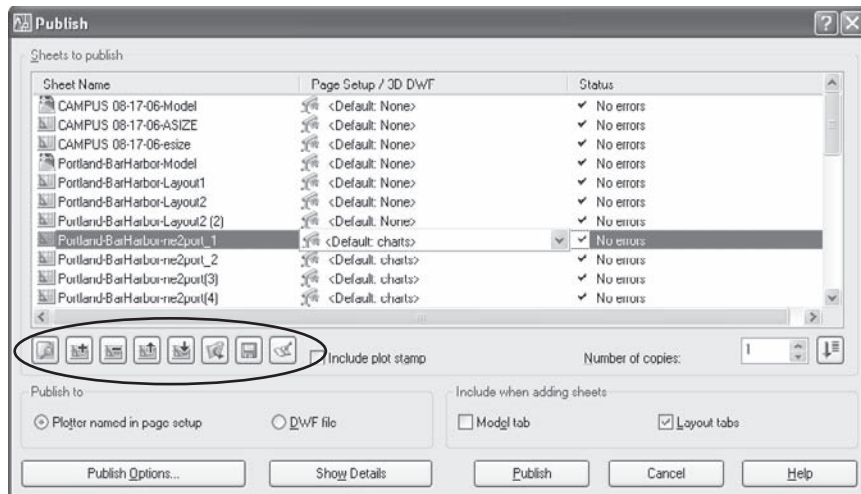 Publish
Sheets to publish
Sheet Name Page Setup / 3D DWF Status
CAMPUS 08-17-06-Model <Default: None> No errors
CAMPUS 08-17-06-ASIZE <Default: None> No errors
CAMPUS 08-17-06-esize <Default: None> No errors
Portland-BarHarbor-Model <Default: None> No errors
Portland-BarHarbor-Layout1 <Default: None> No errors
Portland-BarHarbor-Layout2 <Default: None> No errors
Portland-BarHarbor-Layout2 (2) <Default: None> No errors
Portland-BarHarbor-ne2port_1 <Default: charts> No errors
Portland-BarHarbor-ne2port_2 <Default: charts> No errors
Portland-BarHarbor-ne2port(3) <Default: charts> No errors
Portland-BarHarbor-ne2port(4) <Default: charts> No errors
Include plot stamp Number of copies: 1
Publish to Include when adding sheets
Plotter named in page setup DWF file Model tab Layout tabs
Publish Options... Show Details Publish Cancel Help